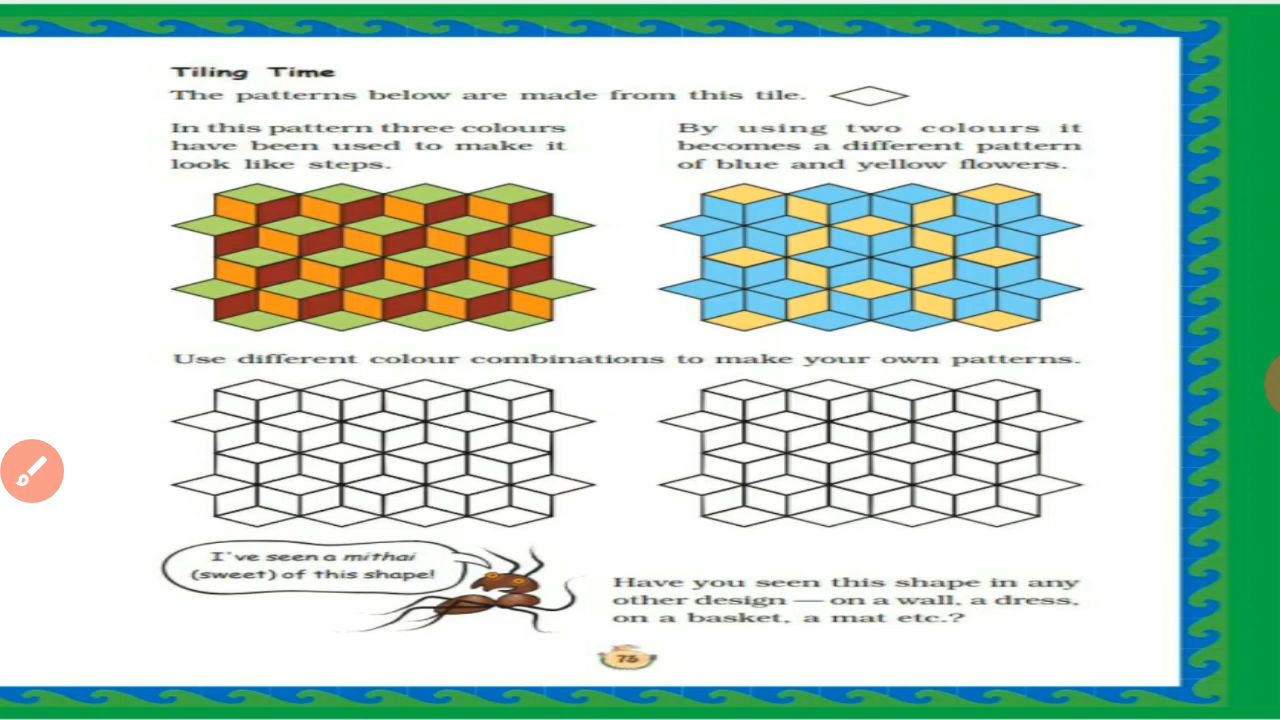 Tiling Time
The patterns below are made from this tile.
In this pattern three colours
have been used to make it
look like steps.
By using two colours it
becomes a different pattern
of blue and yellow flowers.
Use different colour combinations to make your own patterns.
I've seen a mithai
(sweet) of this shape!
Have you seen this shape in any
other design — on a wall, a dress,
on a basket, a mat etc.?
73